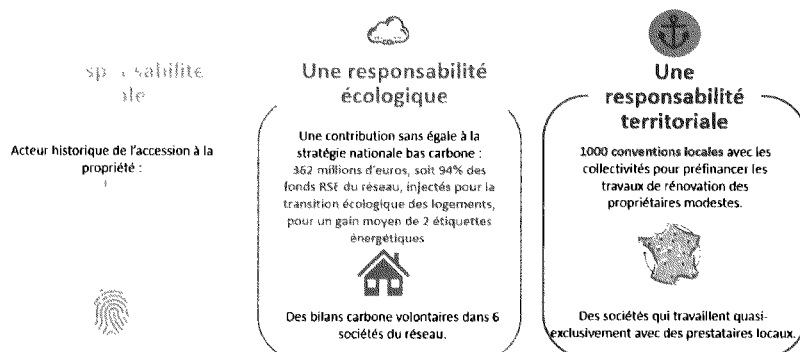 Acteur historique de l'accession à la
propriété :
Une responsabilité
écologique
Une contribution sans égale à la
stratégie nationale bas carbone :
362 millions d'euros, soit 94% des
fonds RSE du réseau, injectés pour la
transition écologique des logements,
pour un gain moyen de 2 étiquettes
énergétiques
Des bilans carbone volontaires dans 6
sociétés du réseau.
Une
responsabilité
territoriale
1000 conventions locales avec les
collectivités pour préfinancer les
travaux de rénovation des
propriétaires modestes.
Des sociétés qui travaillent quasi-
exclusivement avec des prestataires locaux.